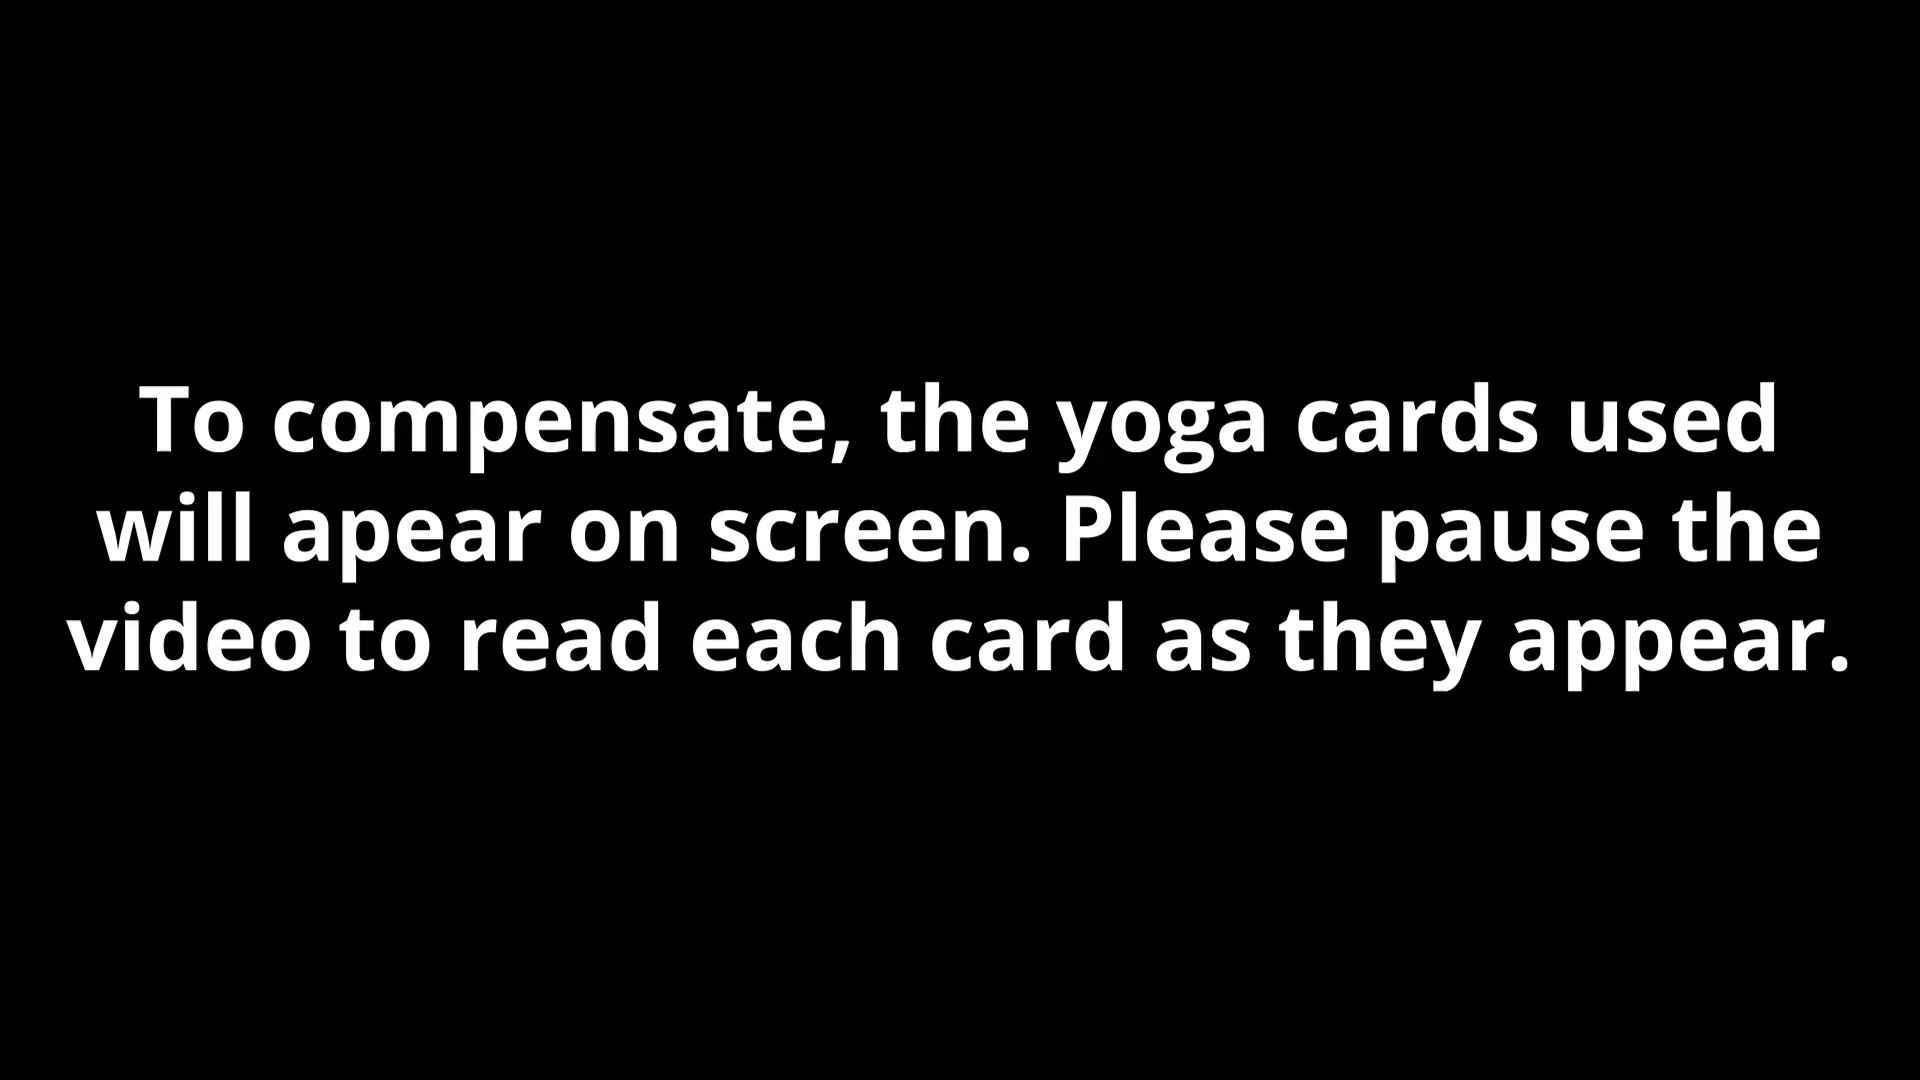 To compensate, the yoga cards used
will apear on screen. Please pause the
video to read each card as they appear.